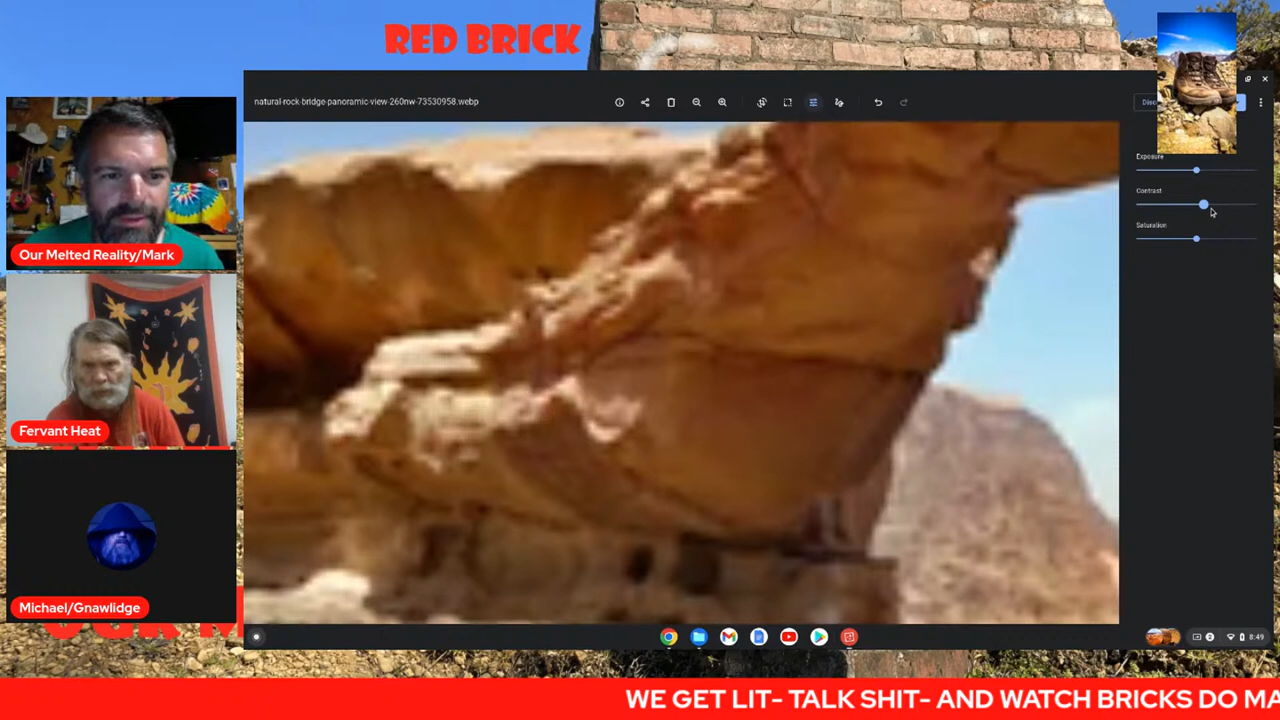 RED BRICK
natural-rock-bridge-panoramic-view-260nw-73530958.webp
Disc
Exposure
Contrast
Saturation
Our Melted Reality/Mark
Fervant Heat
Michael/Gnawlidge
8:49
WE GET LIT- TALK SHIT- AND WATCH BRICKS DO MA